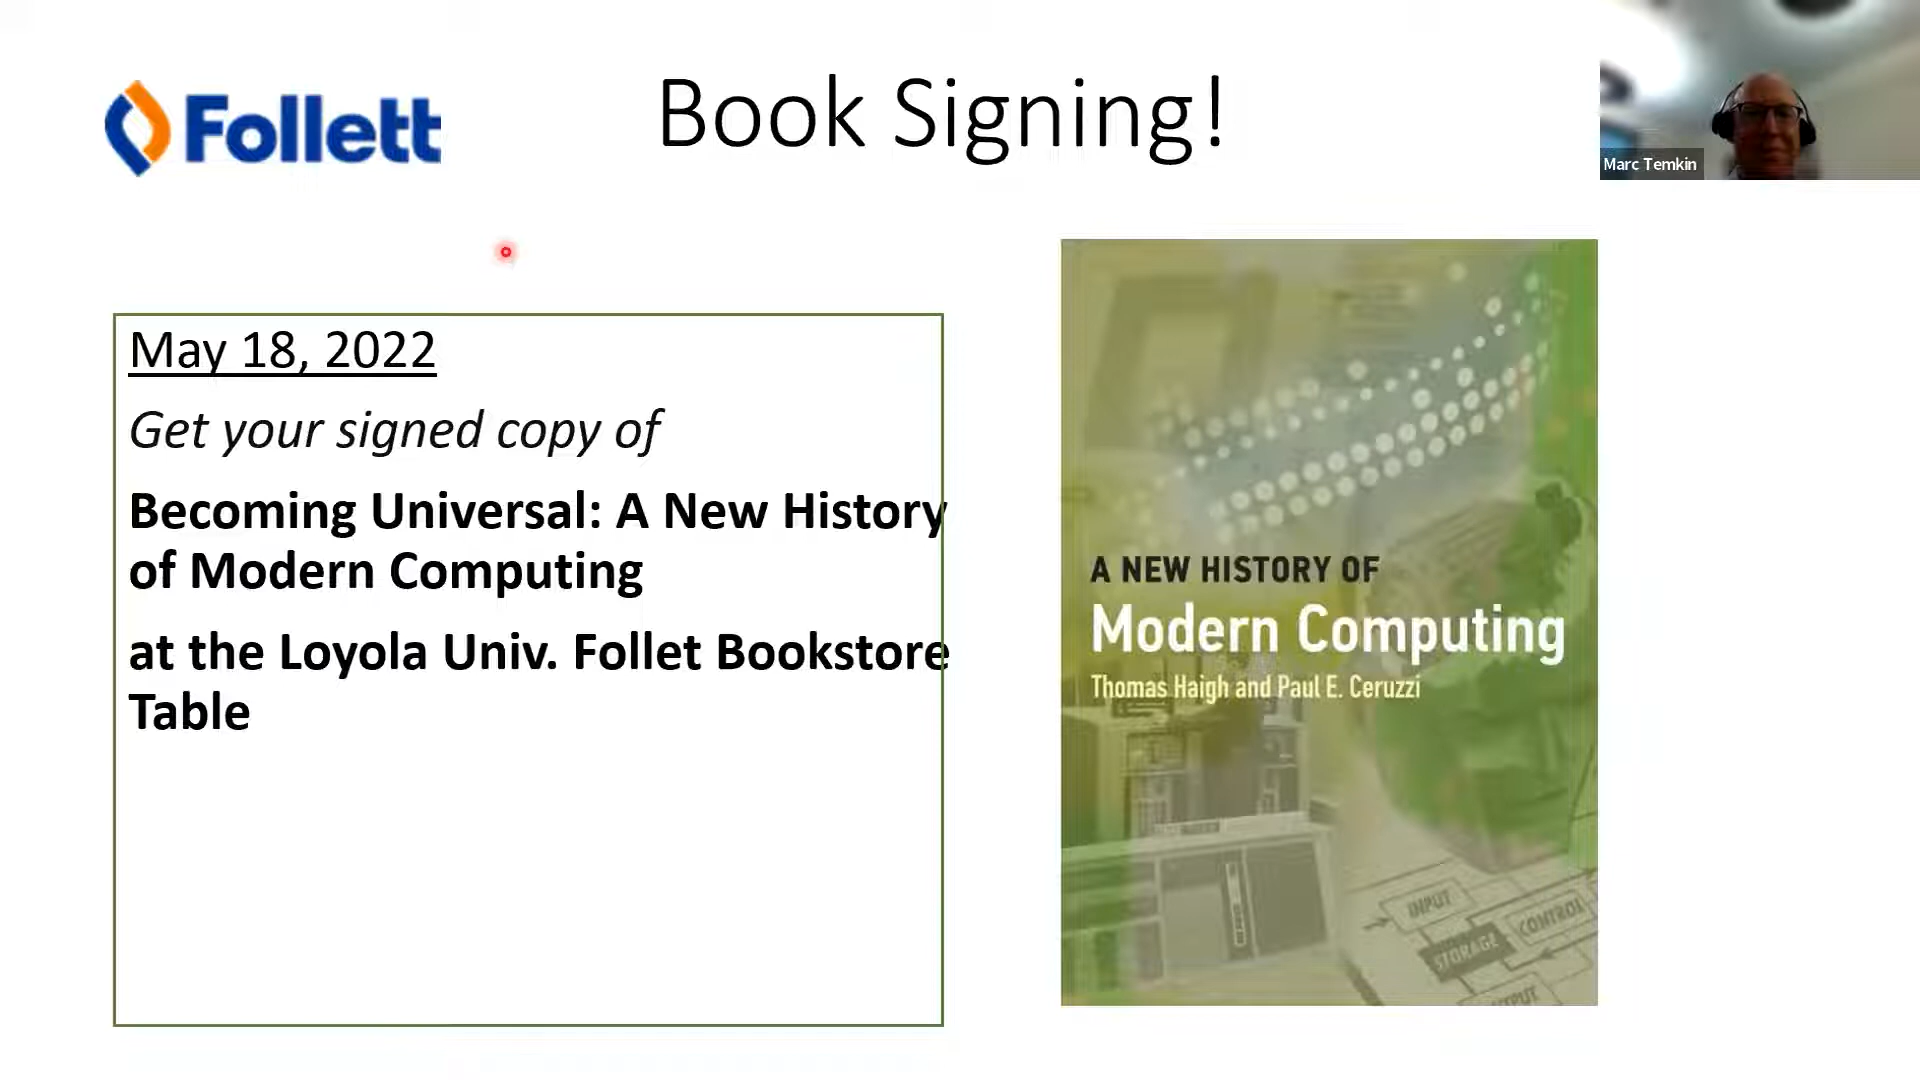 Follett
Book Signing!
Marc Temkin
May 18, 2022
Get your signed copy of
Becoming Universal: A New History
of Modern Computing
at the Loyola Univ. Follet Bookstore
Table
A NEW HISTORY OF
Modern Computing
Thomas Haigh and Paul E. Ceruzzi
INPUT
CONTROL
STORAGE